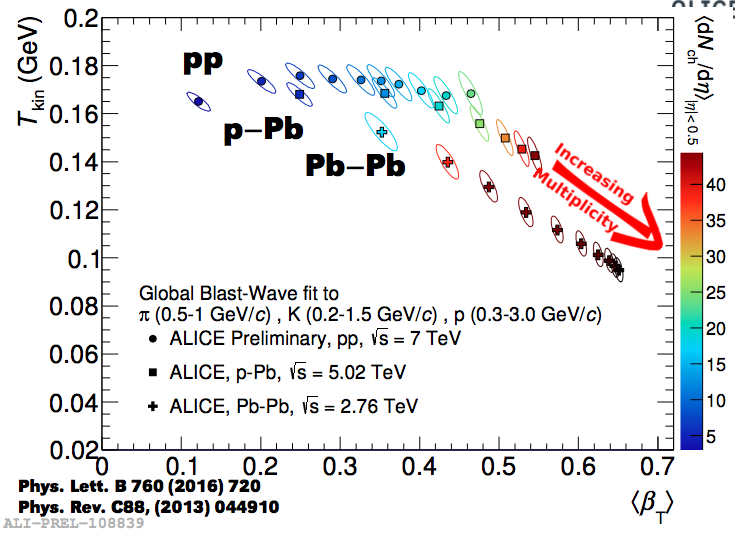 ALICE
0.2
0.18
0.16
0.14
0.12
0.1
0.08
0.06
0.04
0.02
T_kin (GeV)
pp
p−Pb
Pb−Pb
Increasing
Multiplicity
⟨dN_ch/dη⟩_|η| < 0.5
40
35
30
25
20
15
10
5
Global Blast-Wave fit to
π (0.5-1 GeV/c) , K (0.2-1.5 GeV/c) , p (0.3-3.0 GeV/c)
ALICE Preliminary, pp, √s = 7 TeV
ALICE, p-Pb, √s = 5.02 TeV
ALICE, Pb-Pb, √s = 2.76 TeV
0 0.1 0.2 0.3 0.4 0.5 0.6 0.7
⟨β_T⟩
Phys. Lett. B 760 (2016) 720
Phys. Rev. C88, (2013) 044910
ALI-PREL-108839